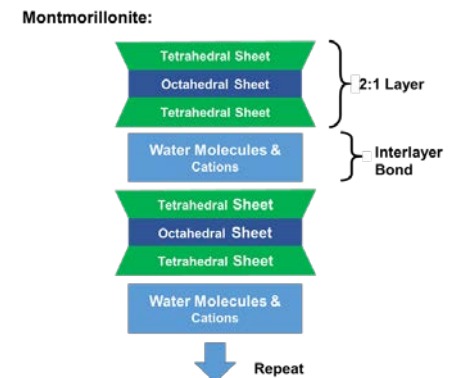 Montmorillonite:
Tetrahedral Sheet
Octahedral Sheet
Tetrahedral Sheet
2:1 Layer
Water Molecules &
Cations
Interlayer
Bond
Tetrahedral Sheet
Octahedral Sheet
Tetrahedral Sheet
Water Molecules &
Cations
Repeat